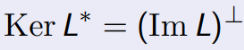 Ker L* = (Im L)⊥